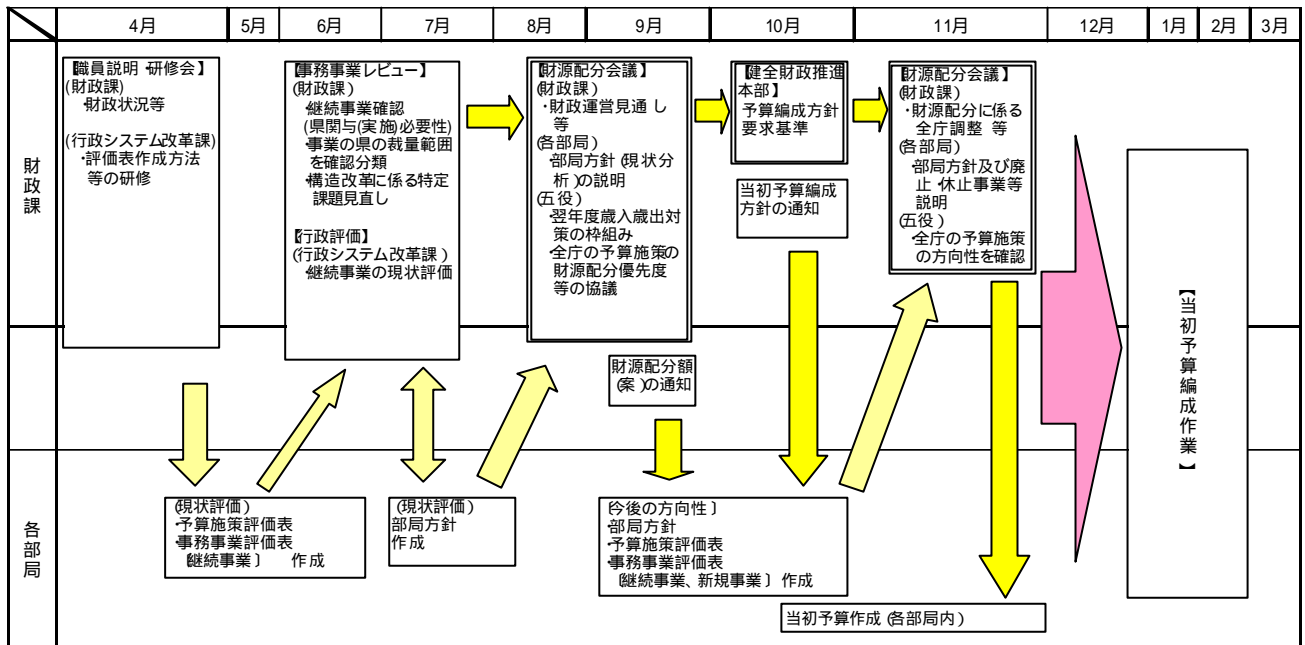 4月 5月 6月 7月 8月 9月 10月 11月 12月 1月 2月 3月
財政課
【職員説明・研修会】
(財政課)
・財政状況等
(行政システム改革課)
・評価表作成方法
等の研修
【事務事業レビュー】
(財政課)
・継続事業確認
(県関与(実施)必要性)
・事業の県の裁量範囲
を確認分類
・構造改革に係る特定
課題見直し
【行政評価】
(行政システム改革課)
・継続事業の現状評価
【財源配分会議】
(財政課)
・財政運営見通し
等
(各部局)
・部局方針(現状分
析)の説明
(五役)
・翌年度歳入歳出対
策の枠組み
・全庁の予算施策の
財源配分優先度
等の協議
【健全財政推進
本部】
予算編成方針
要求基準
当初予算編成
方針の通知
【財源配分会議】
(財政課)
・財源配分に係る
全庁調整 等
(各部局)
・部局方針及び廃
止・休止事業等
説明
(五役)
・全庁の予算施策
の方向性を確認
財源配分額
(案)の通知
【当初予算編成作業】
各部局
(現状評価)
・予算施策評価表
・事務事業評価表
〔継続事業〕 作成
(現状評価)
部局方針
作成
〔今後の方向性〕
・部局方針
・予算施策評価表
・事務事業評価表
〔継続事業、新規事業〕 作成
当初予算作成(各部局内)